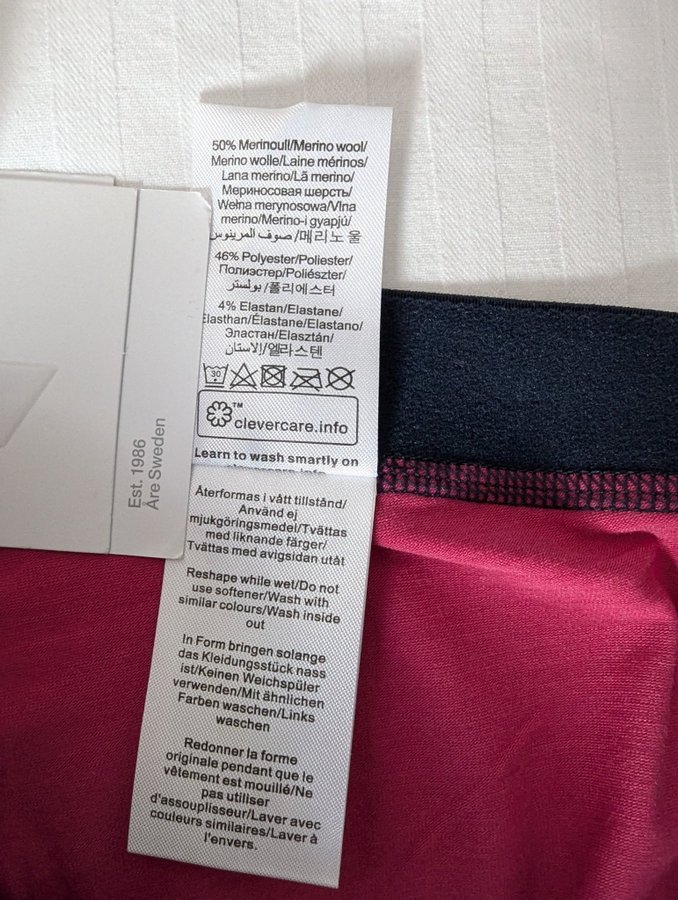 50% Merinoull/Merino wool/
Merino wolle/Laine mérinos/
Lana merino/Lã merino/
Мериносовая шерсть/
Wełna merynosowa/Vlna
merino/Merino-i gyapjú/
صوف المرينوس/메리노 울
46% Polyester/Poliester/
Полиэстер/Poliészter/
بوليستر/폴리에스터
4% Elastan/Elastane/
Elasthan/Élastane/Elastano/
Эластан/Elasztán/
الاستان/엘라스텐
30
TM
clevercare.info
Learn to wash smartly on
clevercare.info
Est. 1986
Åre Sweden
Återformas i vått tillstånd/
Använd ej
mjukgöringsmedel/Tvättas
med liknande färger/
Tvättas med avigsidan utåt
Reshape while wet/Do not
use softener/Wash with
similar colours/Wash inside
out
In Form bringen solange
das Kleidungsstück nass
ist/Keinen Weichspüler
verwenden/Mit ähnlichen
Farben waschen/Links
waschen
Redonner la forme
originale pendant que le
vêtement est mouillé/Ne
pas utiliser
d'assouplisseur/Laver avec
couleurs similaires/Laver à
l'envers.